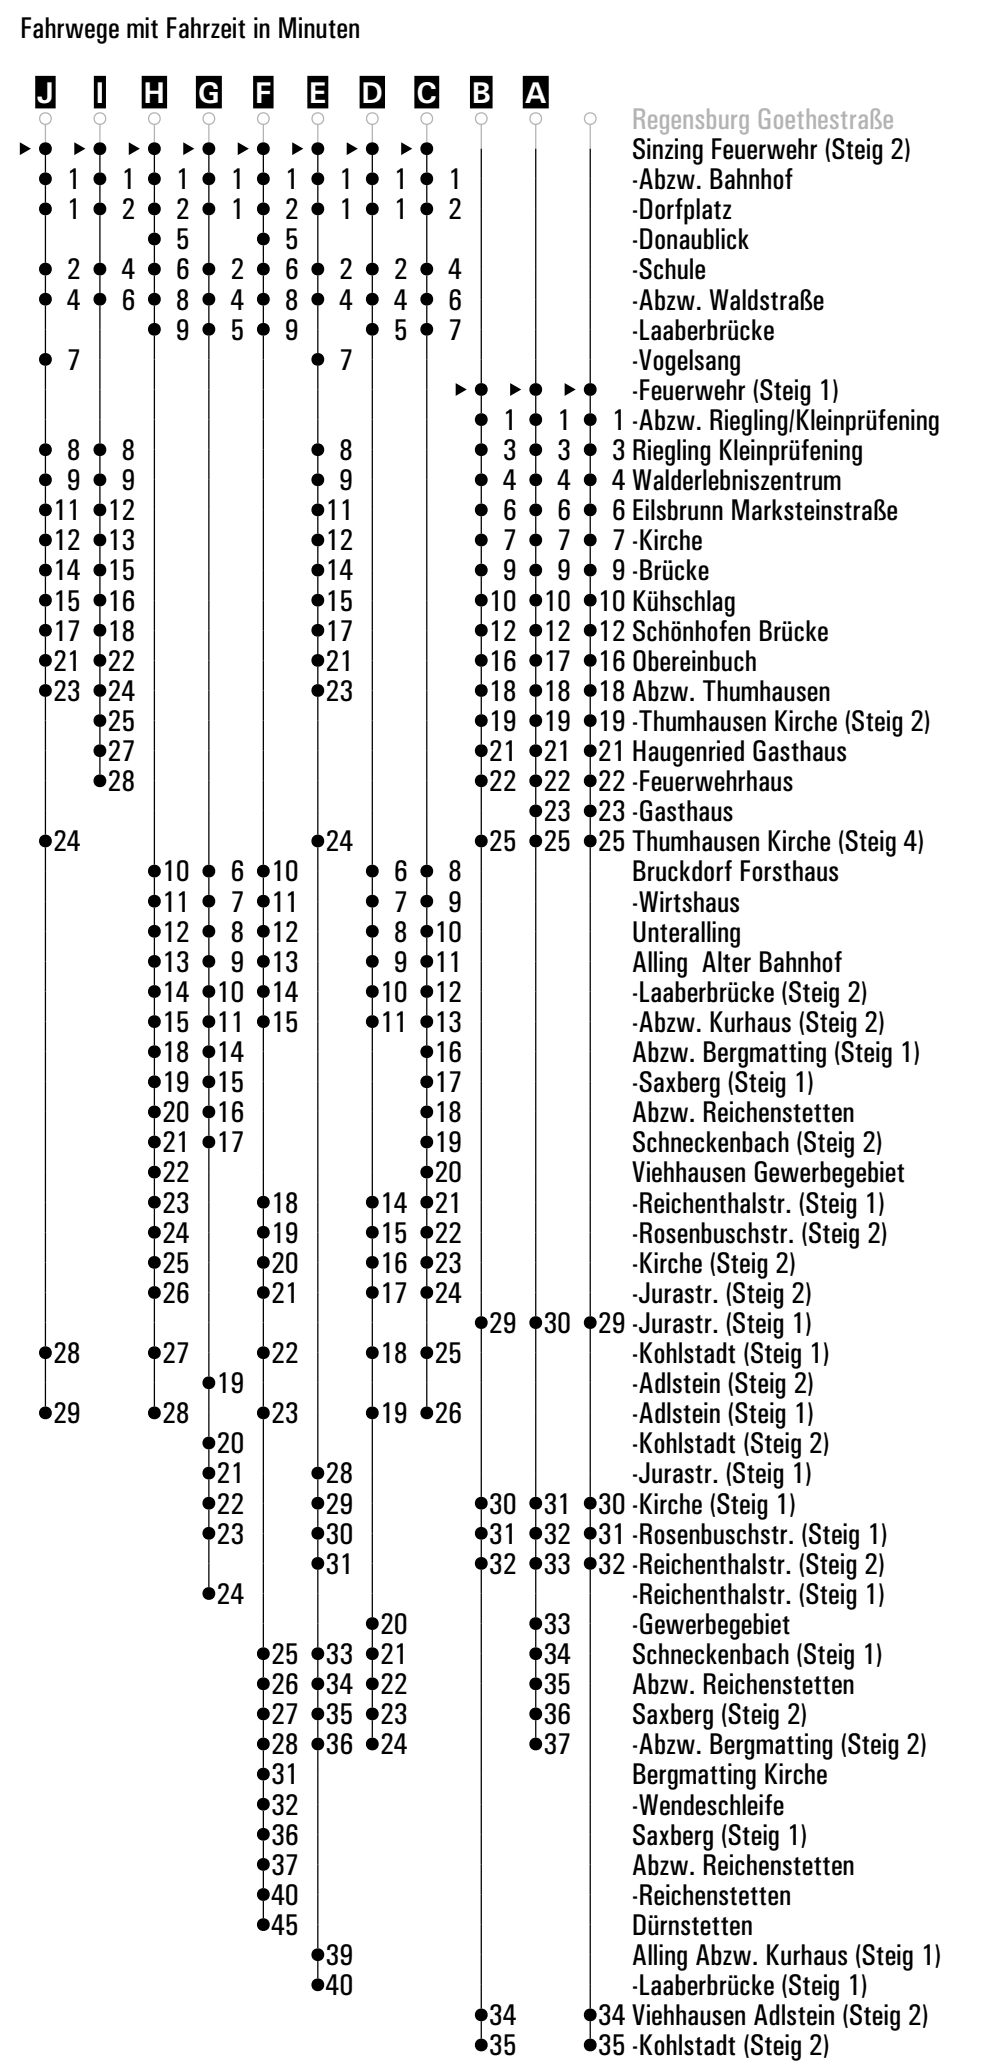 Fahrwege mit Fahrzeit in Minuten
J I H G F E D C B A
Regensburg Goethestraße
Sinzing Feuerwehr (Steig 2)
1 1 1 1 1 1 1 1 -Abzw. Bahnhof
1 2 2 1 2 1 1 2 -Dorfplatz
5 5 -Donaublick
2 4 6 2 6 2 2 4 -Schule
4 6 8 4 8 4 4 6 -Abzw. Waldstraße
9 5 9 5 7 -Laaberbrücke
7 7 -Vogelsang
-Feuerwehr (Steig 1)
1 1 1 -Abzw. Riegling/Kleinprüfening
8 8 8 3 3 3 Riegling Kleinprüfening
9 9 9 4 4 4 Walderlebniszentrum
11 12 11 6 6 6 Eilsbrunn Marksteinstraße
12 13 12 7 7 7 -Kirche
14 15 14 9 9 9 -Brücke
15 16 15 10 10 10 Kühschlag
17 18 17 12 12 12 Schönhofen Brücke
21 22 21 16 17 16 Obereinbuch
23 24 23 18 18 18 Abzw. Thumhausen
25 19 19 19 -Thumhausen Kirche (Steig 2)
27 21 21 21 Haugenried Gasthaus
28 22 22 22 -Feuerwehrhaus
23 23 -Gasthaus
24 24 25 25 25 Thumhausen Kirche (Steig 4)
10 6 10 6 8 Bruckdorf Forsthaus
11 7 11 7 9 -Wirtshaus
12 8 12 8 10 Unteralling
13 9 13 9 11 Alling Alter Bahnhof
14 10 14 10 12 -Laaberbrücke (Steig 2)
15 11 15 11 13 -Abzw. Kurhaus (Steig 2)
18 14 16 Abzw. Bergmatting (Steig 1)
19 15 17 -Saxberg (Steig 1)
20 16 18 Abzw. Reichenstetten
21 17 19 Schneckenbach (Steig 2)
22 20 Viehhausen Gewerbegebiet
23 18 14 21 -Reichenthalstr. (Steig 1)
24 19 15 22 -Rosenbuschstr. (Steig 2)
25 20 16 23 -Kirche (Steig 2)
26 21 17 24 -Jurastr. (Steig 2)
29 30 29 -Jurastr. (Steig 1)
28 27 22 18 25 -Kohlstadt (Steig 1)
19 -Adlstein (Steig 2)
29 28 23 19 26 -Adlstein (Steig 1)
20 -Kohlstadt (Steig 2)
21 28 -Jurastr. (Steig 1)
22 29 30 31 30 -Kirche (Steig 1)
23 30 31 32 31 -Rosenbuschstr. (Steig 1)
31 32 33 32 -Reichenthalstr. (Steig 2)
24 -Reichenthalstr. (Steig 1)
20 33 -Gewerbegebiet
25 33 21 34 Schneckenbach (Steig 1)
26 34 22 35 Abzw. Reichenstetten
27 35 23 36 Saxberg (Steig 2)
28 36 24 37 -Abzw. Bergmatting (Steig 2)
31 Bergmatting Kirche
32 -Wendeschleife
36 Saxberg (Steig 1)
37 Abzw. Reichenstetten
40 -Reichenstetten
45 Dürnstetten
39 Alling Abzw. Kurhaus (Steig 1)
40 -Laaberbrücke (Steig 1)
34 34 Viehhausen Adlstein (Steig 2)
35 35 -Kohlstadt (Steig 2)